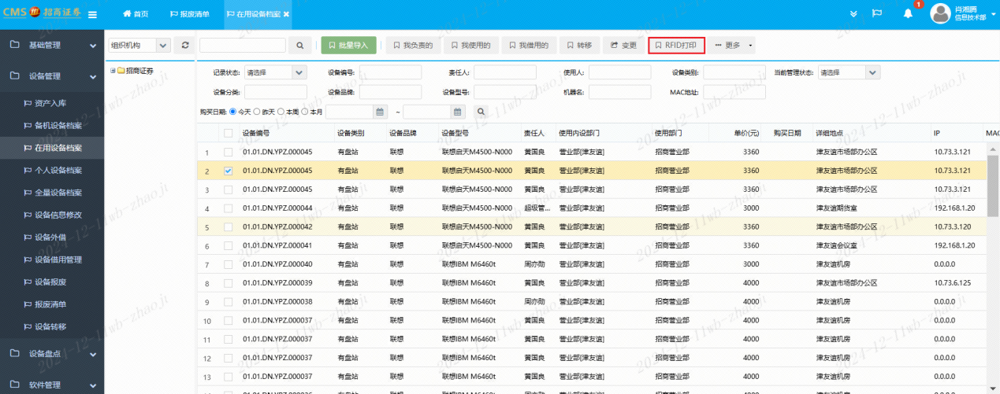 CMS 招商证券
首页 报废清单 在用设备档案
1
肖湘腾
信息技术部
基础管理
设备管理
资产入库
备机设备档案
在用设备档案
个人设备档案
全量设备档案
设备信息修改
设备外借
设备借用管理
设备报废
报废清单
设备转移
设备盘点
软件管理
组织机构
招商证券
批量导入 我负责的 我使用的 我借用的 转移 变更 RFID打印 更多
记录状态: 请选择 设备编号: 责任人: 使用人: 设备类别: 当前管理状态: 请选择
设备分类: 设备品牌: 设备型号: 机器名: MAC地址:
购买日期: 今天 昨天 本周 本月 ~
设备编号 设备类别 设备品牌 设备型号 责任人 使用内设部门 使用部门 单价(元) 购买日期 详细地点 IP MAC
1 01.01.DN.YPZ.000045 有盘站 联想 联想启天M4500-N000 黄国良 营业部[津友谊] 招商营业部 3360 津友谊市场部办公区 10.73.3.121
2 01.01.DN.YPZ.000045 有盘站 联想 联想启天M4500-N000 黄国良 营业部[津友谊] 招商营业部 3360 津友谊市场部办公区 10.73.3.121
3 01.01.DN.YPZ.000045 有盘站 联想 联想启天M4500-N000 黄国良 营业部[津友谊] 招商营业部 3360 津友谊市场部办公区 10.73.3.121
4 01.01.DN.YPZ.000044 有盘站 联想 联想启天M4500-N000 超级管... 营业部[津友谊] 招商营业部 3000 津友谊期货室 192.168.1.20
5 01.01.DN.YPZ.000042 有盘站 联想 联想启天M4500-N000 黄国良 营业部[津友谊] 招商营业部 3360 津友谊市场部办公区 10.73.3.120
6 01.01.DN.YPZ.000041 有盘站 联想 联想启天M4500-N000 黄国良 营业部[津友谊] 招商营业部 3360 津友谊会议室 192.168.1.20
7 01.01.DN.YPZ.000040 有盘站 联想 联想IBM M6460t 周亦勋 营业部[津友谊] 招商营业部 3000 津友谊机房 0.0.0.0
8 01.01.DN.YPZ.000039 有盘站 联想 联想IBM M6460t 黄国良 营业部[津友谊] 招商营业部 4000 津友谊市场部办公区 10.73.6.125
9 01.01.DN.YPZ.000038 有盘站 联想 联想IBM M6460t 周亦勋 营业部[津友谊] 招商营业部 4000 津友谊机房 0.0.0.0
10 01.01.DN.YPZ.000037 有盘站 联想 联想IBM M6460t 黄国良 营业部[津友谊] 招商营业部 4000 津友谊机房 0.0.0.0
11 01.01.DN.YPZ.000037 有盘站 联想 联想IBM M6460t 黄国良 营业部[津友谊] 招商营业部 4000 津友谊机房 0.0.0.0
12 01.01.DN.YPZ.000037 有盘站 联想 联想IBM M6460t 黄国良 营业部[津友谊] 招商营业部 4000 津友谊机房 0.0.0.0
13 01.01.DN.YPZ.000037 有盘站 联想 联想IBM M6460t 黄国良 营业部[津友谊] 招商营业部 4000 津友谊机房 0.0.0.0
2024-12-11wb-zhaoji